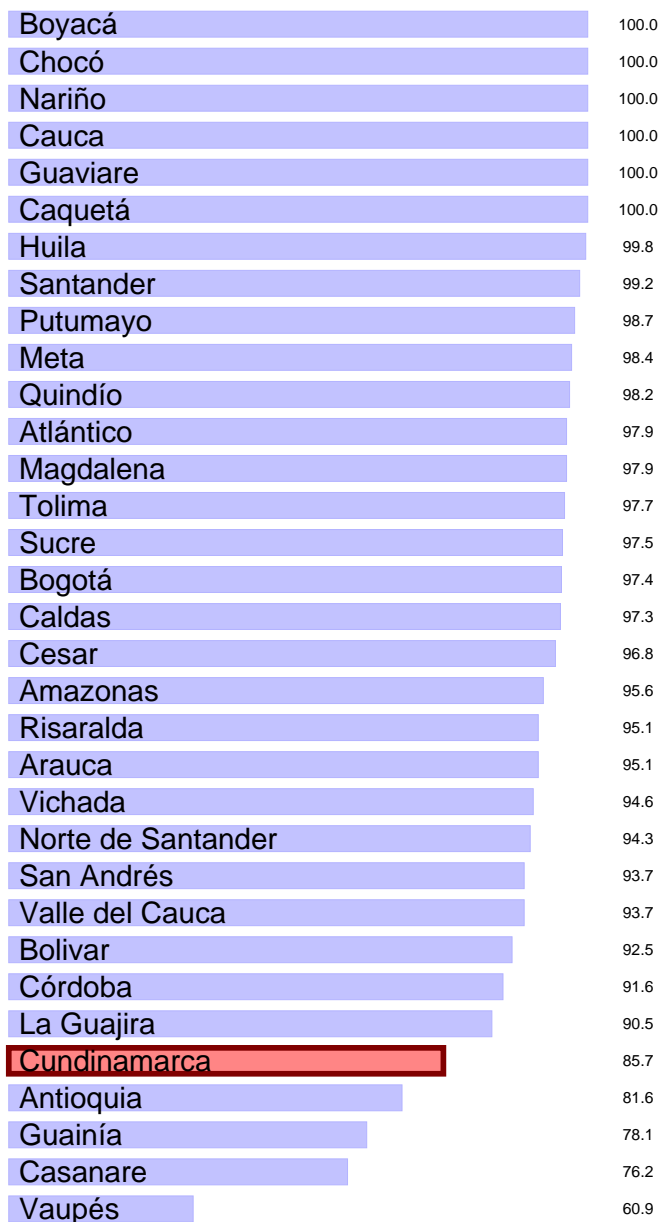 Boyacá 100.0
Chocó 100.0
Nariño 100.0
Cauca 100.0
Guaviare 100.0
Caquetá 100.0
Huila 99.8
Santander 99.2
Putumayo 98.7
Meta 98.4
Quindío 98.2
Atlántico 97.9
Magdalena 97.9
Tolima 97.7
Sucre 97.5
Bogotá 97.4
Caldas 97.3
Cesar 96.8
Amazonas 95.6
Risaralda 95.1
Arauca 95.1
Vichada 94.6
Norte de Santander 94.3
San Andrés 93.7
Valle del Cauca 93.7
Bolivar 92.5
Córdoba 91.6
La Guajira 90.5
Cundinamarca 85.7
Antioquia 81.6
Guainía 78.1
Casanare 76.2
Vaupés 60.9